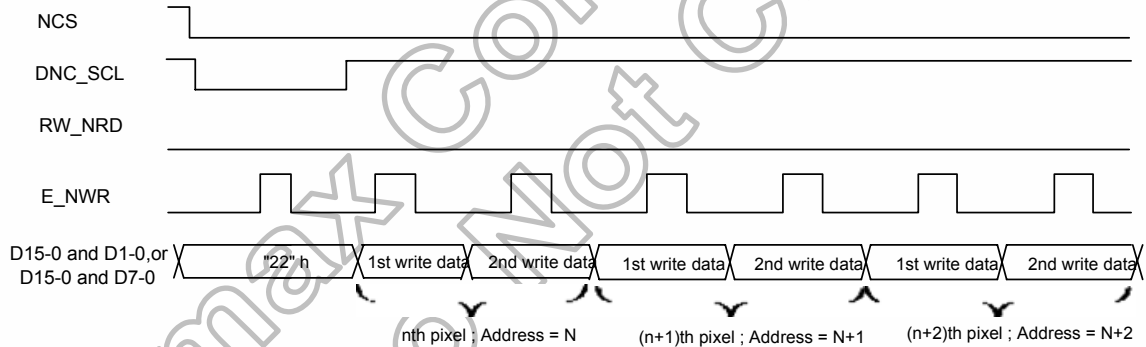 NCS
DNC_SCL
RW_NRD
E_NWR
D15-0 and D1-0,or
D15-0 and D7-0
"22" h
1st write data
2nd write data
1st write data
2nd write data
1st write data
2nd write data
nth pixel ; Address = N
(n+1)th pixel ; Address = N+1
(n+2)th pixel ; Address = N+2